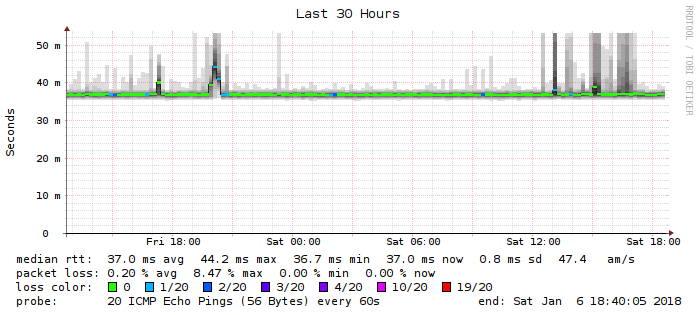 Last 30 Hours
RRDTOOL / TOBI OETIKER
Seconds
50 m
40 m
30 m
20 m
10 m
0
Fri 18:00 Sat 00:00 Sat 06:00 Sat 12:00 Sat 18:00
median rtt: 37.0 ms avg 44.2 ms max 36.7 ms min 37.0 ms now 0.8 ms sd 47.4 am/s
packet loss: 0.20 % avg 8.47 % max 0.00 % min 0.00 % now
loss color: 0 1/20 2/20 3/20 4/20 10/20 19/20
probe: 20 ICMP Echo Pings (56 Bytes) every 60s end: Sat Jan 6 18:40:05 2018